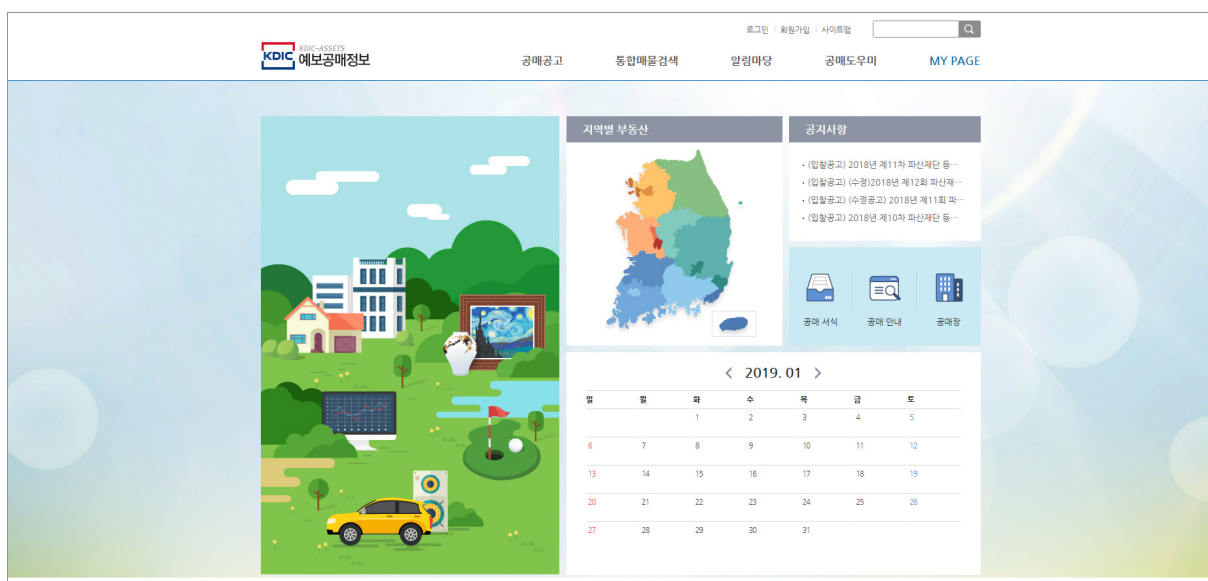 로그인 회원가입 사이트맵
KDIC-ASSETS
KDIC 예보공매정보
공매공고 통합매물검색 알림마당 공매도우미 MY PAGE
지역별 부동산
공지사항
· (입찰공고) 2018년 제11차 파산재단 등…
· (입찰공고) (수정)2018년 제12회 파산재…
· (입찰공고) (수정공고) 2018년 제11회 파…
· (입찰공고) 2018년 제10차 파산재단 등…
공매 서식 공매 안내 공매장
< 2019. 01 >
일 월 화 수 목 금 토
1 2 3 4 5
6 7 8 9 10 11 12
13 14 15 16 17 18 19
20 21 22 23 24 25 26
27 28 29 30 31